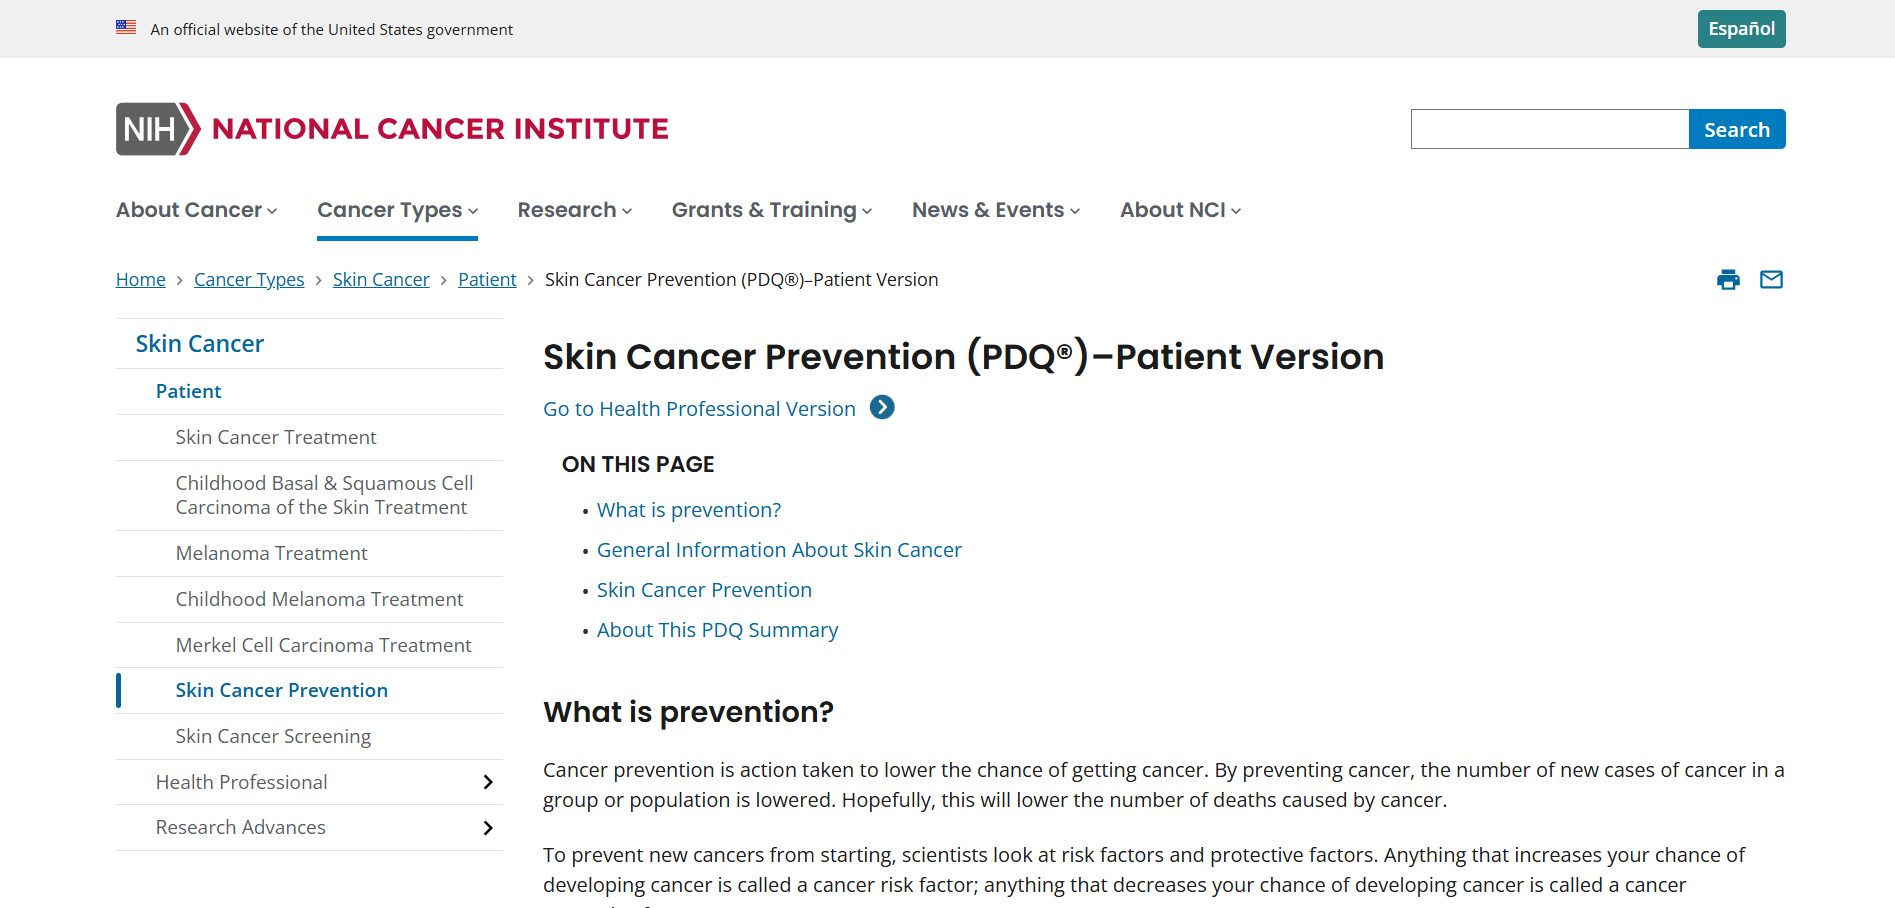 An official website of the United States government
Español
NIH NATIONAL CANCER INSTITUTE
Search
About Cancer
Cancer Types
Research
Grants & Training
News & Events
About NCI
Home
Cancer Types
Skin Cancer
Patient
Skin Cancer Prevention (PDQ®)–Patient Version
Skin Cancer
Patient
Skin Cancer Treatment
Childhood Basal & Squamous Cell
Carcinoma of the Skin Treatment
Melanoma Treatment
Childhood Melanoma Treatment
Merkel Cell Carcinoma Treatment
Skin Cancer Prevention
Skin Cancer Screening
Health Professional
Research Advances
Skin Cancer Prevention (PDQ®)–Patient Version
Go to Health Professional Version
ON THIS PAGE
• What is prevention?
• General Information About Skin Cancer
• Skin Cancer Prevention
• About This PDQ Summary
What is prevention?
Cancer prevention is action taken to lower the chance of getting cancer. By preventing cancer, the number of new cases of cancer in a
group or population is lowered. Hopefully, this will lower the number of deaths caused by cancer.
To prevent new cancers from starting, scientists look at risk factors and protective factors. Anything that increases your chance of
developing cancer is called a cancer risk factor; anything that decreases your chance of developing cancer is called a cancer